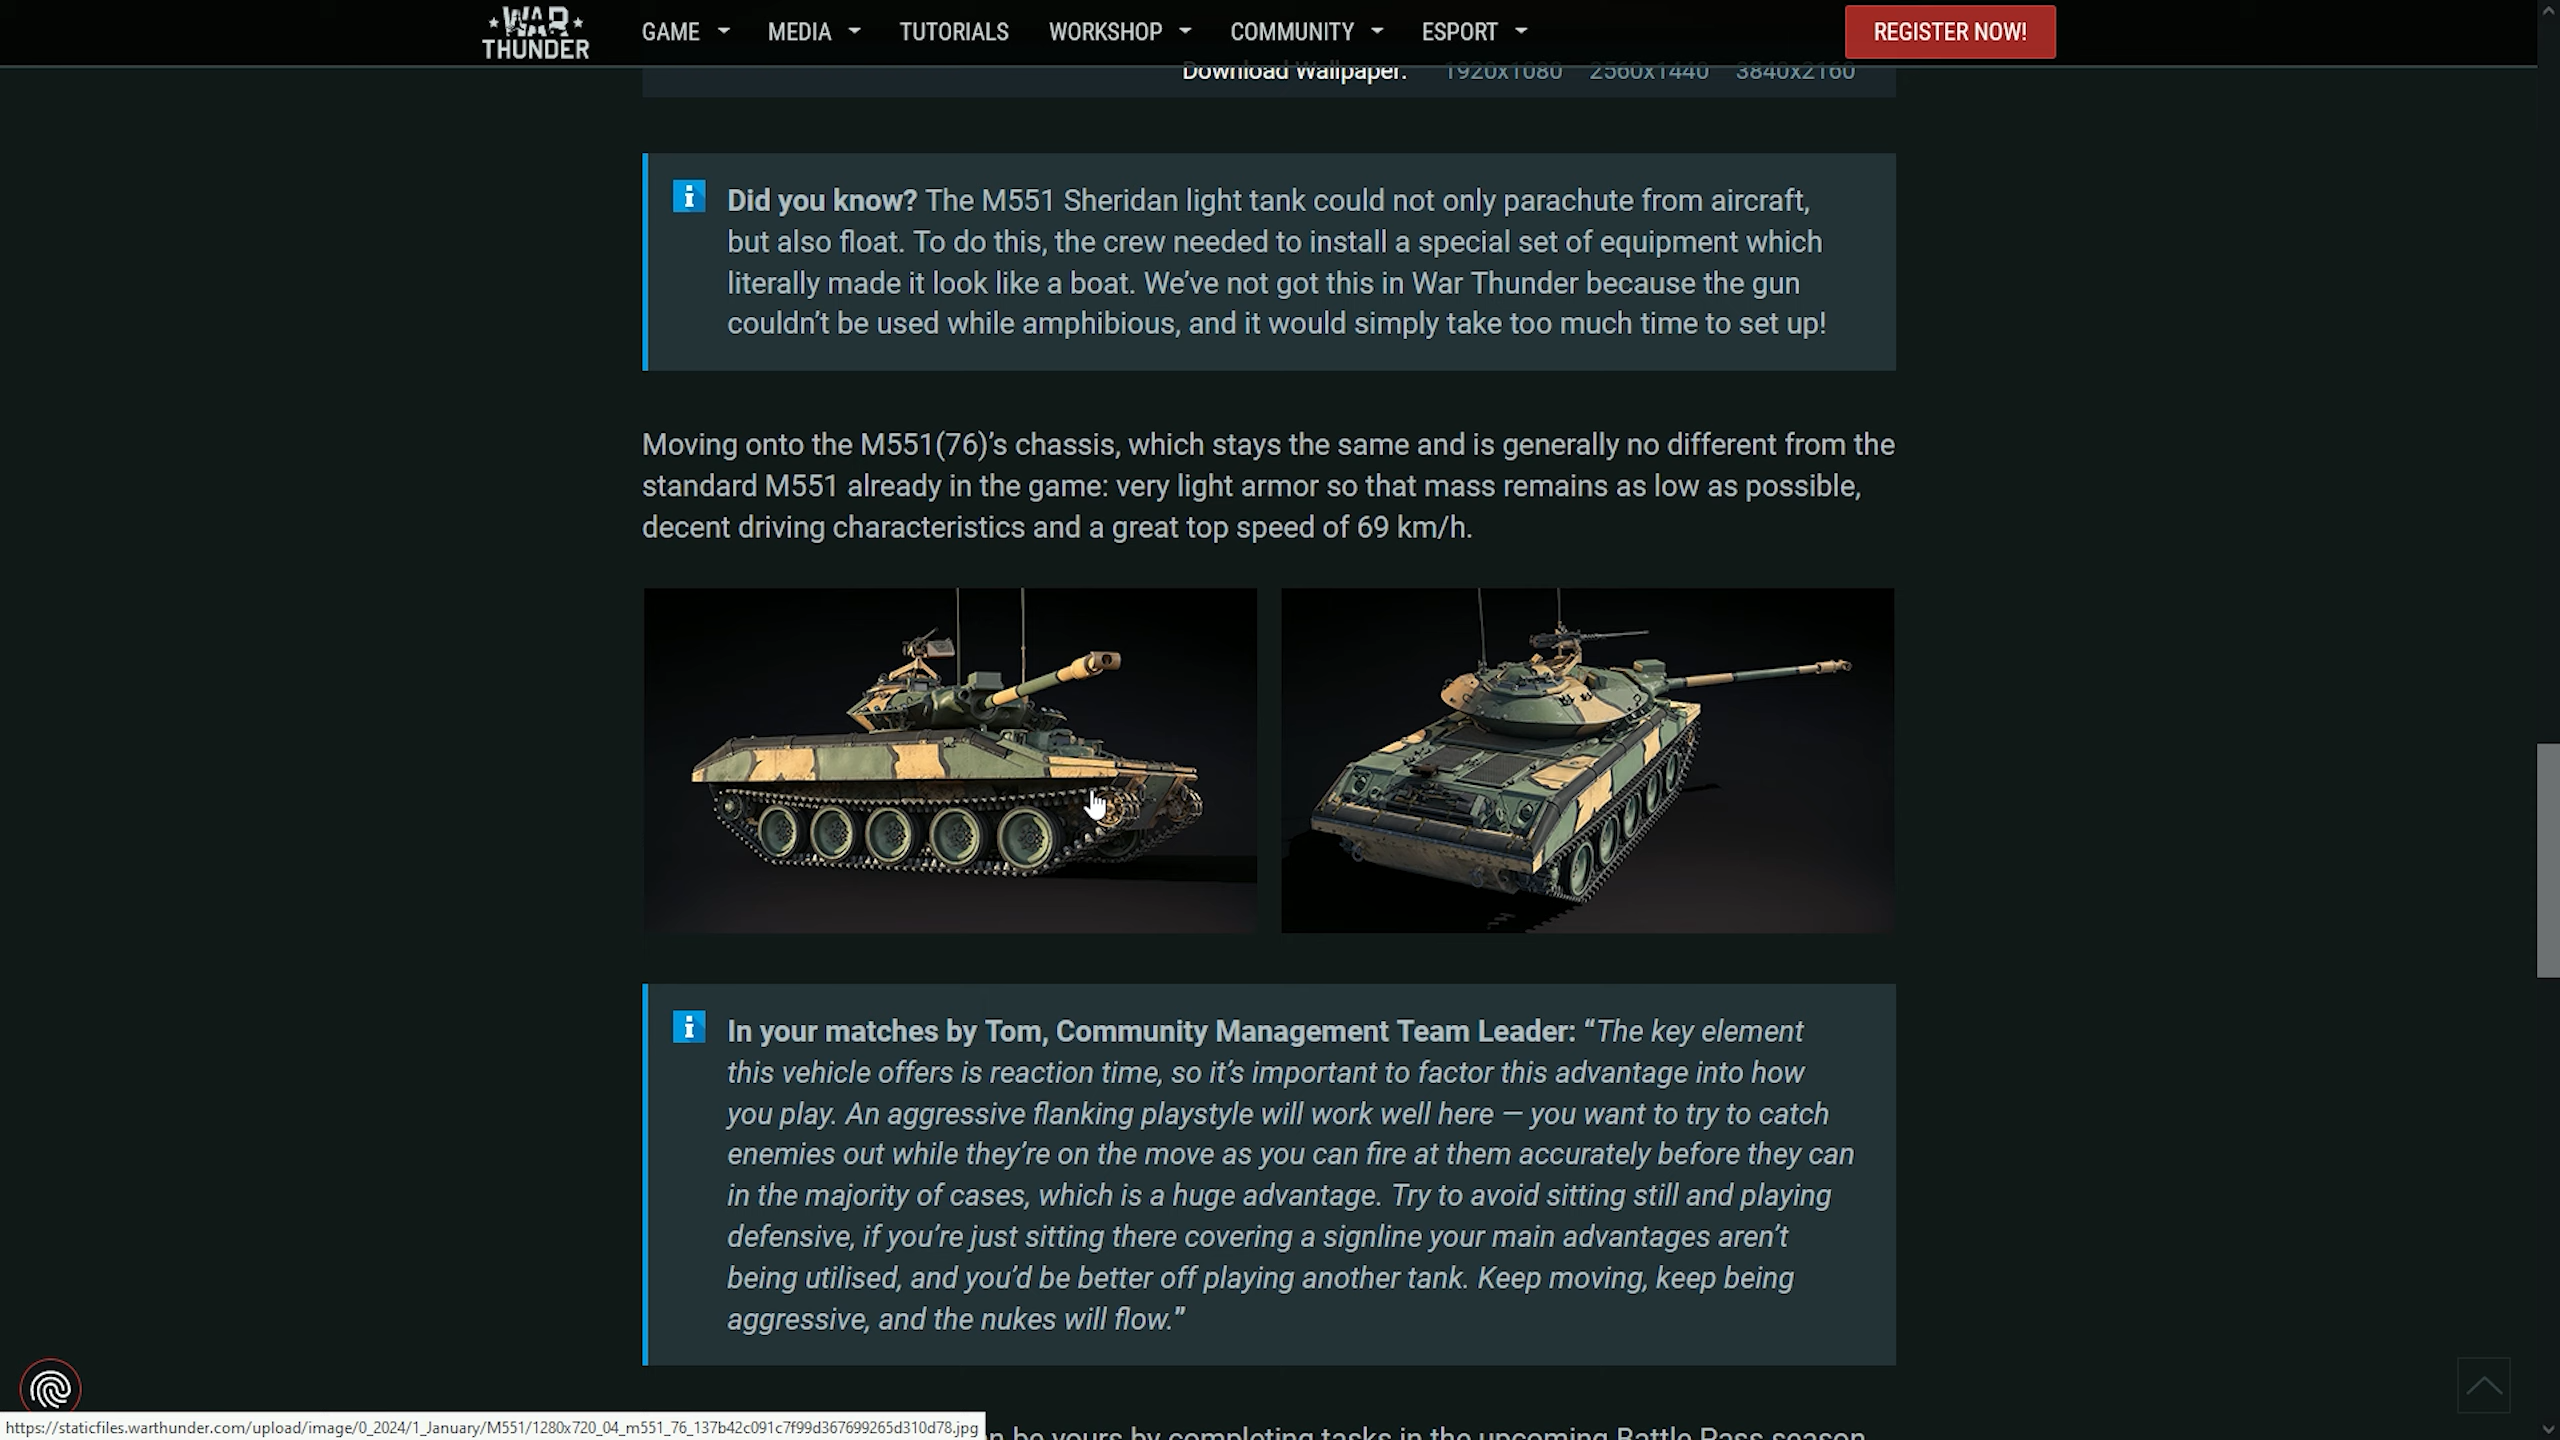 WAR THUNDER
GAME MEDIA TUTORIALS WORKSHOP COMMUNITY ESPORT REGISTER NOW!
Download Wallpaper: 1920x1080 2560x1440 3840x2160
Did you know? The M551 Sheridan light tank could not only parachute from aircraft,
but also float. To do this, the crew needed to install a special set of equipment which
literally made it look like a boat. We’ve not got this in War Thunder because the gun
couldn’t be used while amphibious, and it would simply take too much time to set up!
Moving onto the M551(76)’s chassis, which stays the same and is generally no different from the
standard M551 already in the game: very light armor so that mass remains as low as possible,
decent driving characteristics and a great top speed of 69 km/h.
In your matches by Tom, Community Management Team Leader: “The key element
this vehicle offers is reaction time, so it’s important to factor this advantage into how
you play. An aggressive flanking playstyle will work well here — you want to try to catch
enemies out while they’re on the move as you can fire at them accurately before they can
in the majority of cases, which is a huge advantage. Try to avoid sitting still and playing
defensive, if you’re just sitting there covering a signline your main advantages aren’t
being utilised, and you’d be better off playing another tank. Keep moving, keep being
aggressive, and the nukes will flow.”
n be yours by completing tasks in the upcoming Battle Pass season
https://staticfiles.warthunder.com/upload/image/0_2024/1_January/M551/1280x720_04_m551_76_137b42c091c7f99d367699265d310d78.jpg